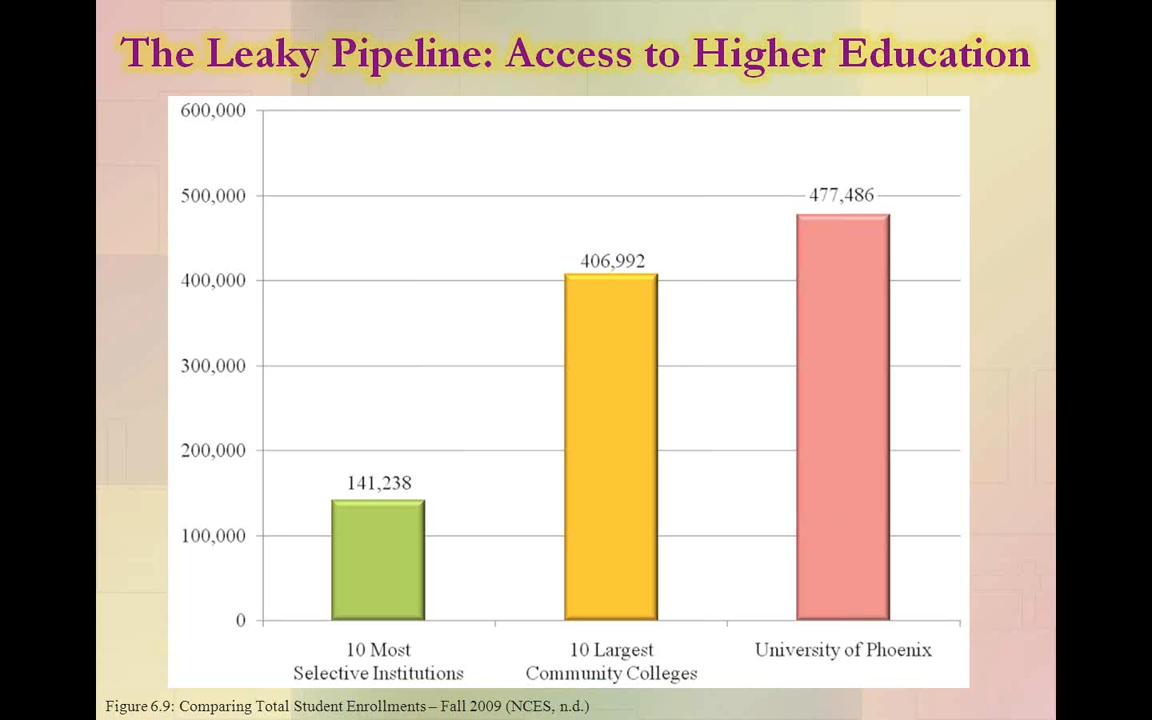 The Leaky Pipeline: Access to Higher Education
600,000
500,000
477,486
406,992
400,000
300,000
200,000
141,238
100,000
0
10 Most
Selective Institutions
10 Largest
Community Colleges
University of Phoenix
Figure 6.9: Comparing Total Student Enrollments – Fall 2009 (NCES, n.d.)